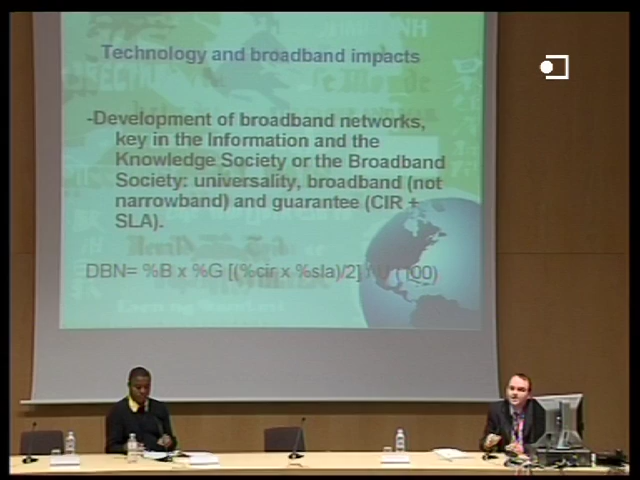 Technology and broadband impacts
-Development of broadband networks,
key in the Information and the
Knowledge Society or the Broadband
Society: universality, broadband (not
narrowband) and guarantee (CIR +
SLA).
DBN= %B x %G [(%cir x %sla)/2] 00)